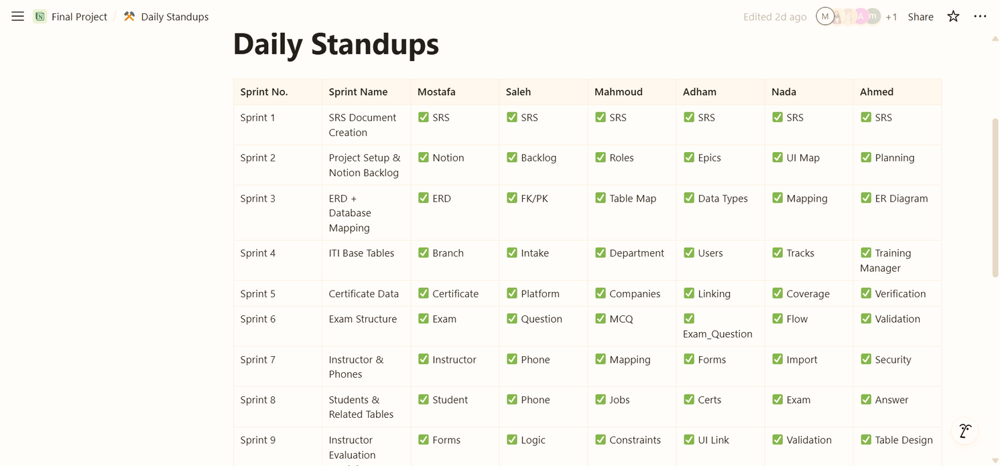 Final Project / Daily Standups
Edited 2d ago M A m +1 Share
Daily Standups
Sprint No. Sprint Name Mostafa Saleh Mahmoud Adham Nada Ahmed
Sprint 1 SRS Document ✅ SRS ✅ SRS ✅ SRS ✅ SRS ✅ SRS ✅ SRS
Creation
Sprint 2 Project Setup & ✅ Notion ✅ Backlog ✅ Roles ✅ Epics ✅ UI Map ✅ Planning
Notion Backlog
Sprint 3 ERD + ✅ ERD ✅ FK/PK ✅ Table Map ✅ Data Types ✅ Mapping ✅ ER Diagram
Database
Mapping
Sprint 4 ITI Base Tables ✅ Branch ✅ Intake ✅ Department ✅ Users ✅ Tracks ✅ Training
Manager
Sprint 5 Certificate Data ✅ Certificate ✅ Platform ✅ Companies ✅ Linking ✅ Coverage ✅ Verification
Sprint 6 Exam Structure ✅ Exam ✅ Question ✅ MCQ ✅ ✅ Flow ✅ Validation
Exam_Question
Sprint 7 Instructor & ✅ Instructor ✅ Phone ✅ Mapping ✅ Forms ✅ Import ✅ Security
Phones
Sprint 8 Students & ✅ Student ✅ Phone ✅ Jobs ✅ Certs ✅ Exam ✅ Answer
Related Tables
Sprint 9 Instructor ✅ Forms ✅ Logic ✅ Constraints ✅ UI Link ✅ Validation ✅ Table Design
Evaluation